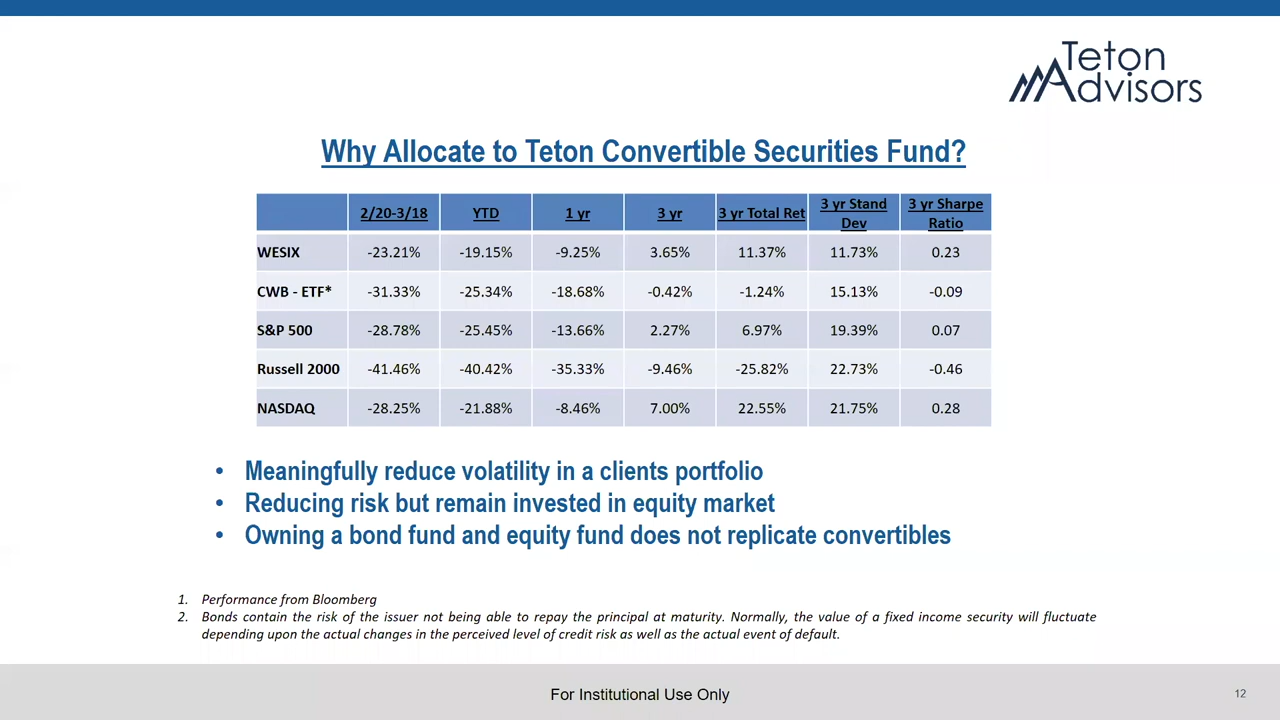 Teton
Advisors
Why Allocate to Teton Convertible Securities Fund?
2/20-3/18 YTD 1 yr 3 yr 3 yr Total Ret 3 yr Stand Dev 3 yr Sharpe Ratio
WESIX -23.21% -19.15% -9.25% 3.65% 11.37% 11.73% 0.23
CWB - ETF* -31.33% -25.34% -18.68% -0.42% -1.24% 15.13% -0.09
S&P 500 -28.78% -25.45% -13.66% 2.27% 6.97% 19.39% 0.07
Russell 2000 -41.46% -40.42% -35.33% -9.46% -25.82% 22.73% -0.46
NASDAQ -28.25% -21.88% -8.46% 7.00% 22.55% 21.75% 0.28
• Meaningfully reduce volatility in a clients portfolio
• Reducing risk but remain invested in equity market
• Owning a bond fund and equity fund does not replicate convertibles
1. Performance from Bloomberg
2. Bonds contain the risk of the issuer not being able to repay the principal at maturity. Normally, the value of a fixed income security will fluctuate
depending upon the actual changes in the perceived level of credit risk as well as the actual event of default.
For Institutional Use Only
12